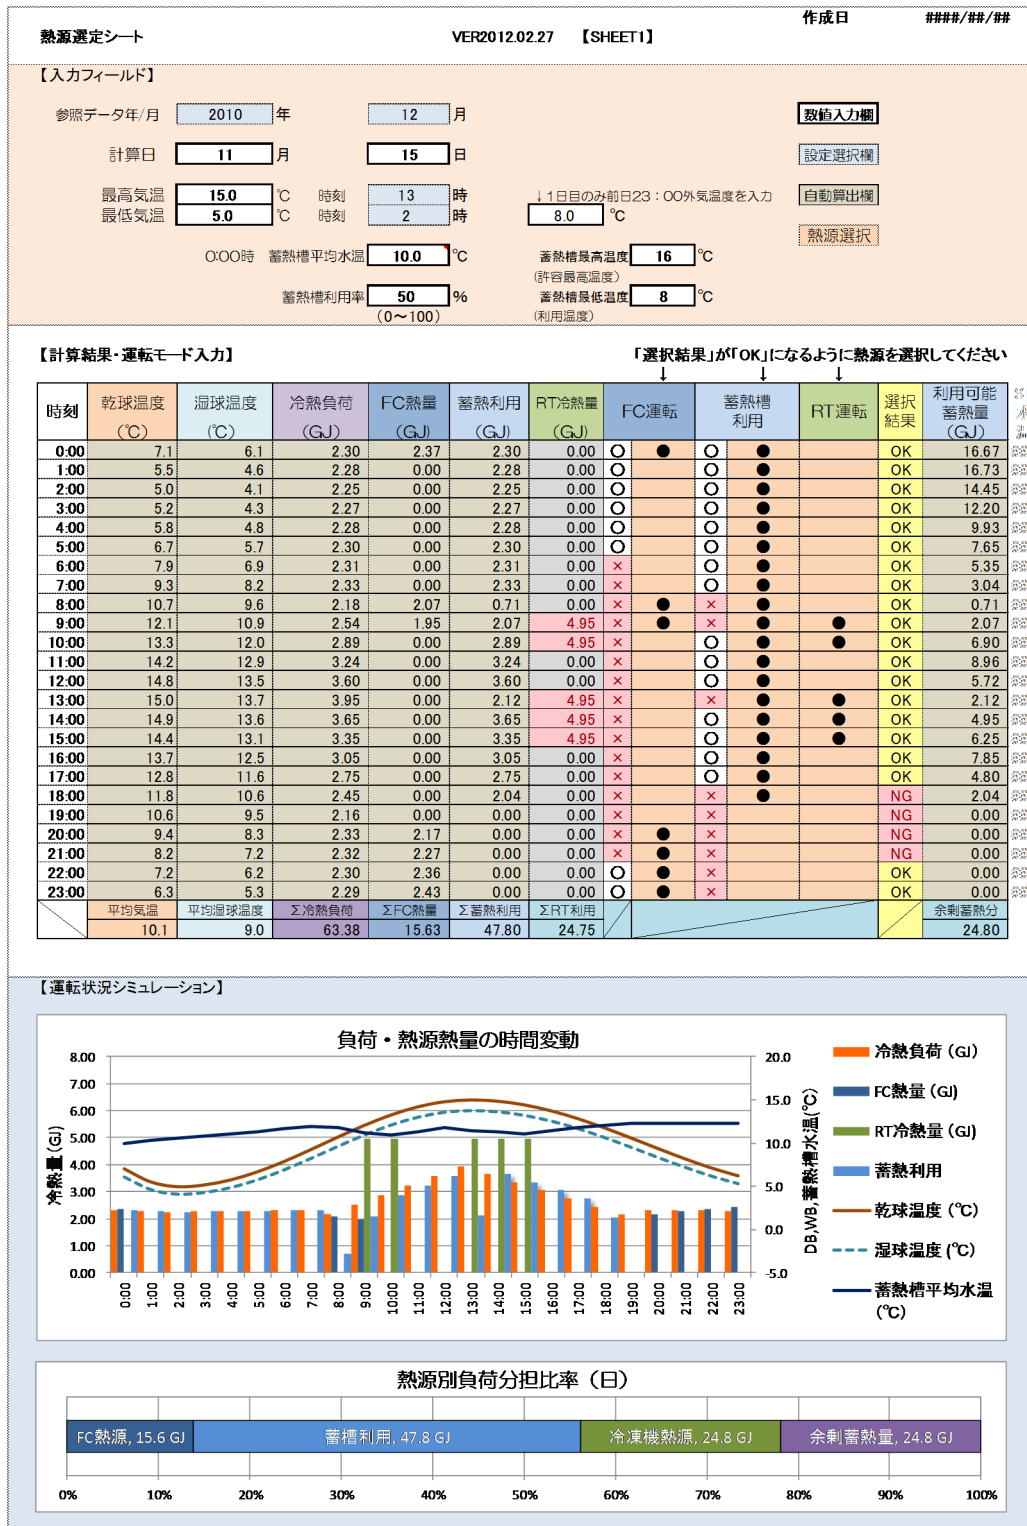 作成日 ####/##/##
熱源選定シート VER2012.02.27 【SHEET1】
【入力フィールド】
参照データ年/月 2010 年 12 月 数値入力欄
計算日 11 月 15 日 設定選択欄
最高気温 15.0 ℃ 時刻 13 時 ↓1日目のみ前日23：00外気温度を入力 自動算出欄
最低気温 5.0 ℃ 時刻 2 時 8.0 ℃
熱源選択
0:00時 蓄熱槽平均水温 10.0 ℃ 蓄熱槽最高温度 16 ℃
(許容最高温度)
蓄熱槽利用率 50 % 蓄熱槽最低温度 8 ℃
(0～100) (利用温度)
【計算結果・運転モード入力】 「選択結果」が「OK」になるように熱源を選択してください
↓ ↓ ↓
時刻 乾球温度 (℃) 湿球温度 (℃) 冷熱負荷 (GJ) FC熱量 (GJ) 蓄熱利用 (GJ) RT冷熱量 (GJ) FC運転 蓄熱槽利用 RT運転 選択結果 利用可能蓄熱量 (GJ)
0:00 7.1 6.1 2.30 2.37 2.30 0.00 ○ ● ○ ● OK 16.67
1:00 5.5 4.6 2.28 0.00 2.28 0.00 ○ ○ ● OK 16.73
2:00 5.0 4.1 2.25 0.00 2.25 0.00 ○ ○ ● OK 14.45
3:00 5.2 4.3 2.27 0.00 2.27 0.00 ○ ○ ● OK 12.20
4:00 5.8 4.8 2.28 0.00 2.28 0.00 ○ ○ ● OK 9.93
5:00 6.7 5.7 2.30 0.00 2.30 0.00 ○ ○ ● OK 7.65
6:00 7.9 6.9 2.31 0.00 2.31 0.00 × ○ ● OK 5.35
7:00 9.3 8.2 2.33 0.00 2.33 0.00 × ○ ● OK 3.04
8:00 10.7 9.6 2.18 2.07 0.71 0.00 × ● × ● OK 0.71
9:00 12.1 10.9 2.54 1.95 2.07 4.95 × ● × ● ● OK 2.07
10:00 13.3 12.0 2.89 0.00 2.89 4.95 × ○ ● ● OK 6.90
11:00 14.2 12.9 3.24 0.00 3.24 0.00 × ○ ● OK 8.96
12:00 14.8 13.5 3.60 0.00 3.60 0.00 × ○ ● OK 5.72
13:00 15.0 13.7 3.95 0.00 2.12 4.95 × × ● ● OK 2.12
14:00 14.9 13.6 3.65 0.00 3.65 4.95 × ○ ● ● OK 4.95
15:00 14.4 13.1 3.35 0.00 3.35 4.95 × ○ ● ● OK 6.25
16:00 13.7 12.5 3.05 0.00 3.05 0.00 × ○ ● OK 7.85
17:00 12.8 11.6 2.75 0.00 2.75 0.00 × ○ ● OK 4.80
18:00 11.8 10.6 2.45 0.00 2.04 0.00 × × ● NG 2.04
19:00 10.6 9.5 2.16 0.00 0.00 0.00 × × NG 0.00
20:00 9.4 8.3 2.33 2.17 0.00 0.00 × ● × NG 0.00
21:00 8.2 7.2 2.32 2.27 0.00 0.00 × ● × NG 0.00
22:00 7.2 6.2 2.30 2.36 0.00 0.00 ○ ● × OK 0.00
23:00 6.3 5.3 2.29 2.43 0.00 0.00 ○ ● × OK 0.00
平均気温 平均湿球温度 Σ冷熱負荷 ΣFC熱量 Σ蓄熱利用 ΣRT利用 余剰蓄熱分
10.1 9.0 63.38 15.63 47.80 24.75 24.80
【運転状況シミュレーション】
負荷・熱源熱量の時間変動
冷熱量(GJ)
8.00
7.00
6.00
5.00
4.00
3.00
2.00
1.00
0.00
20.0
15.0
10.0
5.0
0.0
-5.0
DB,WB,蓄熱槽水温(℃)
0:00 1:00 2:00 3:00 4:00 5:00 6:00 7:00 8:00 9:00 10:00 11:00 12:00 13:00 14:00 15:00 16:00 17:00 18:00 19:00 20:00 21:00 22:00 23:00
冷熱負荷 (GJ)
FC熱量 (GJ)
RT冷熱量 (GJ)
蓄熱利用
乾球温度 (℃)
湿球温度 (℃)
蓄熱槽平均水温
(℃)
熱源別負荷分担比率（日）
FC熱源, 15.6 GJ 蓄槽利用, 47.8 GJ 冷凍機熱源, 24.8 GJ 余剰蓄熱量, 24.8 GJ
0% 10% 20% 30% 40% 50% 60% 70% 80% 90% 100%